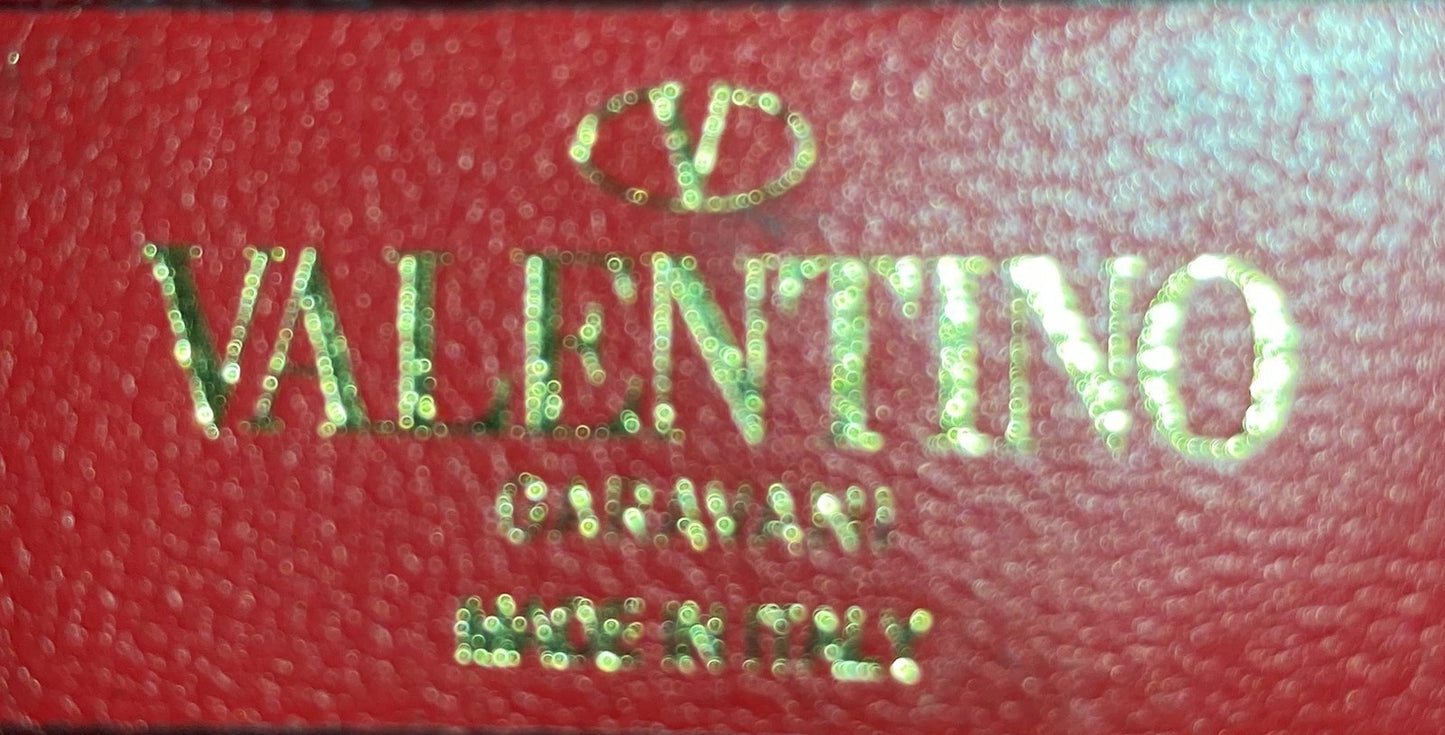 V
VALENTINO
GARAVANI
MADE IN ITALY